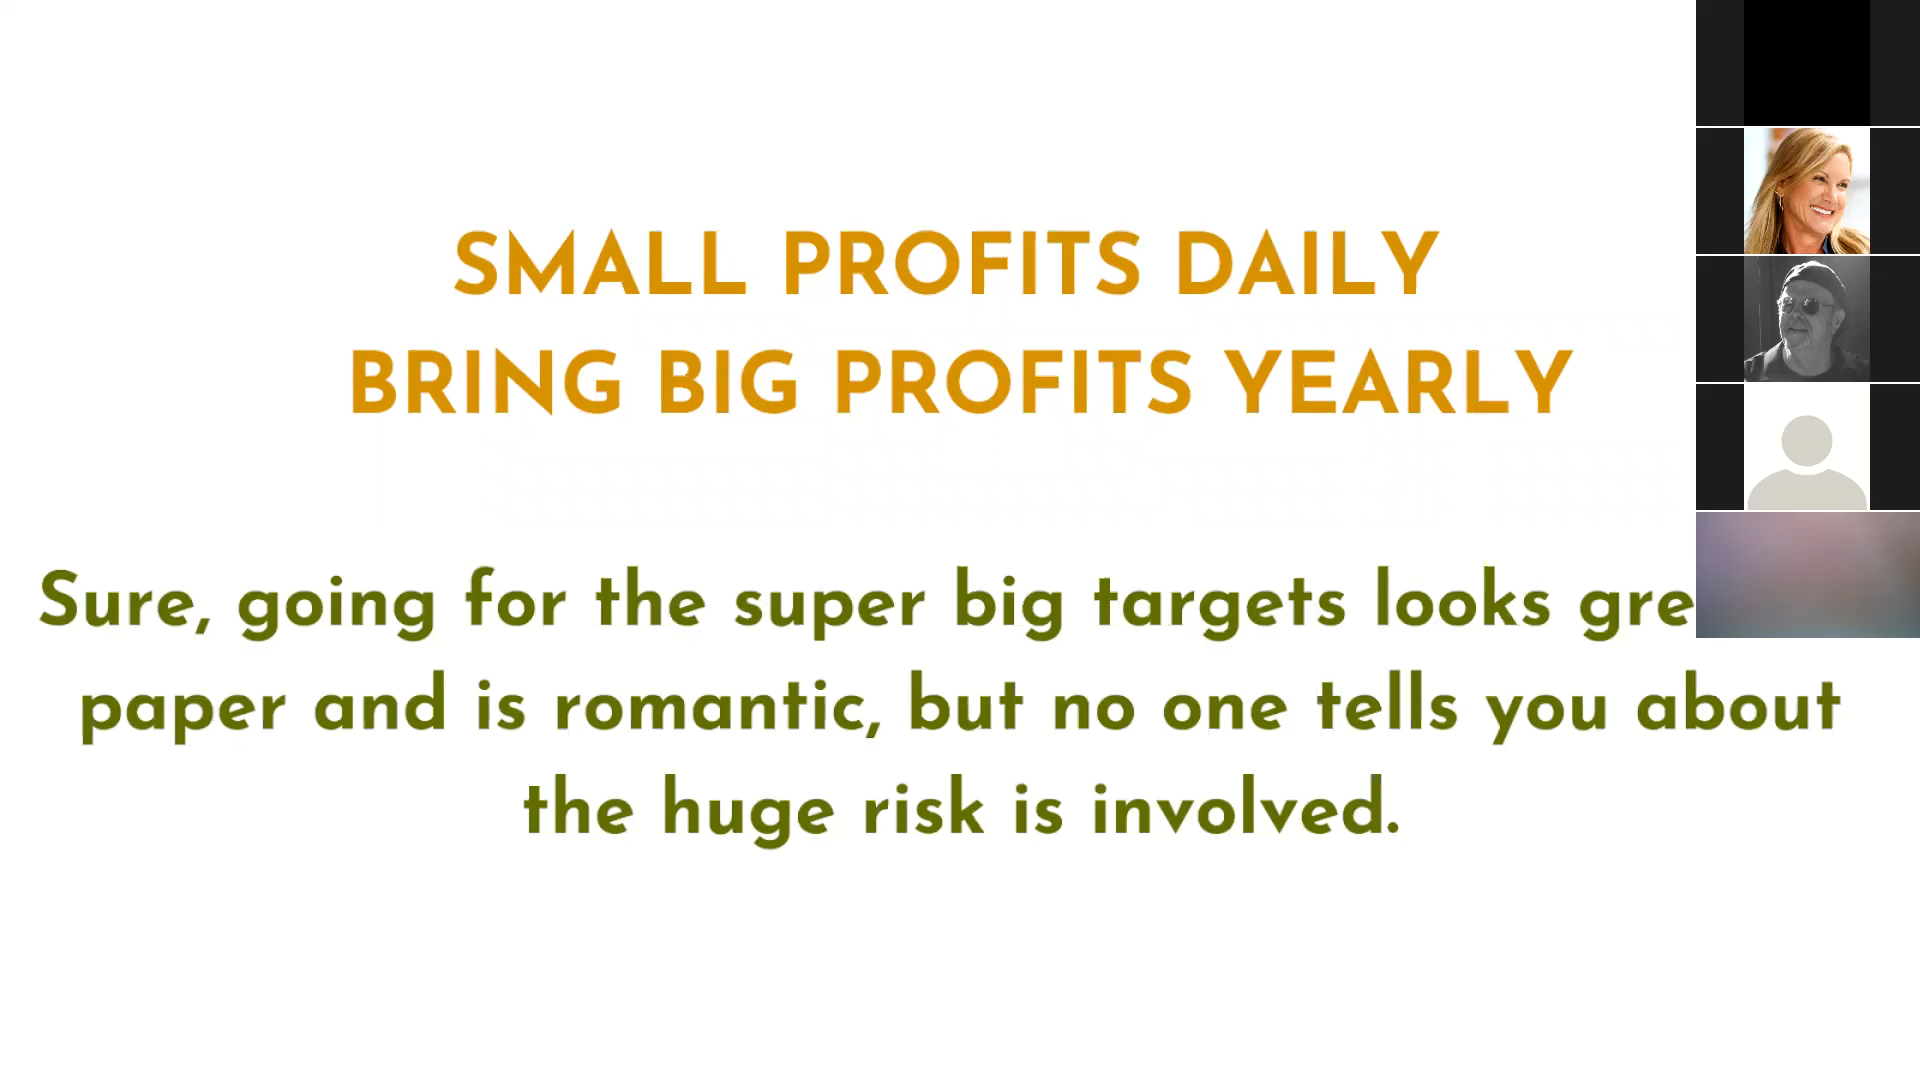 SMALL PROFITS DAILY
BRING BIG PROFITS YEARLY
Sure, going for the super big targets looks gre
paper and is romantic, but no one tells you about
the huge risk is involved.